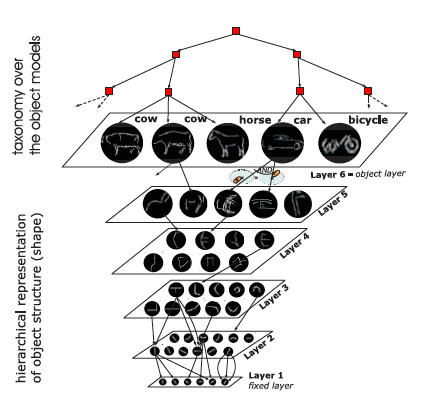 taxonomy over
the object models
cow
cow
horse
car
bicycle
AND
Layer 6 = object layer
Layer 5
hierarchical representation
of object structure (shape)
Layer 4
Layer 3
Layer 2
Layer 1
fixed layer